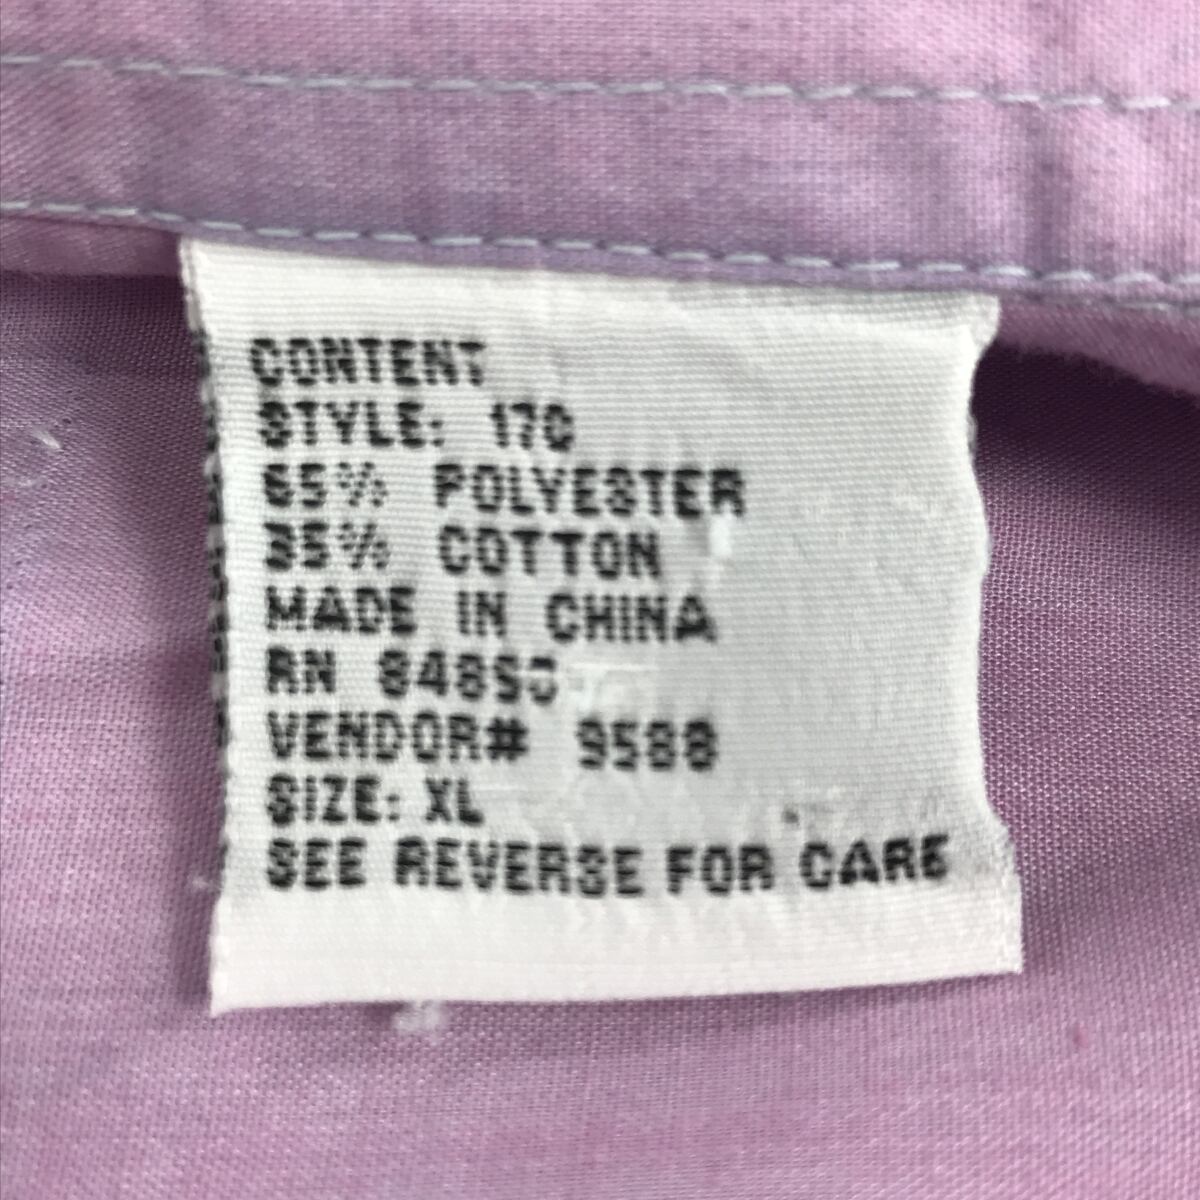 CONTENT
STYLE: 170
65% POLYESTER
35% COTTON
MADE IN CHINA
RN
VENDOR# 9588
SIZE: XL
SEE REVERSE FOR CARE